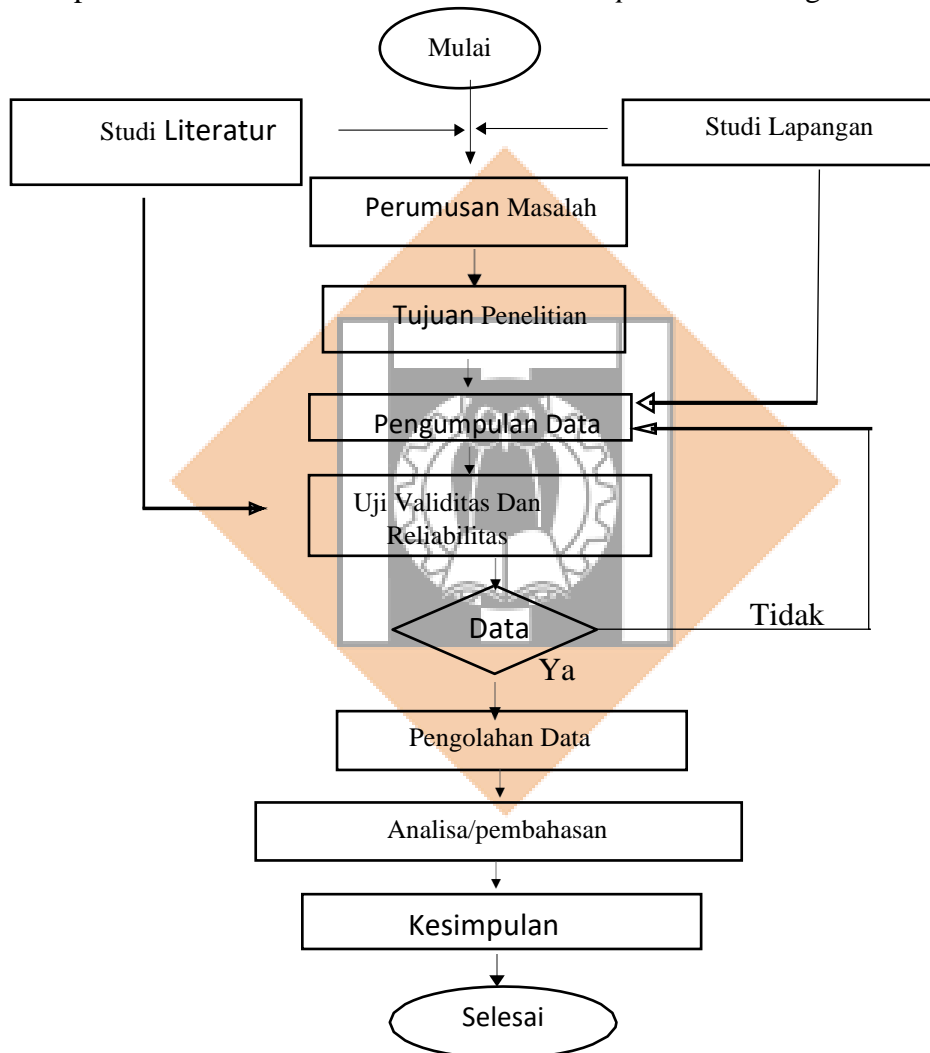 Mulai
Studi Literatur
Studi Lapangan
Perumusan Masalah
Tujuan Penelitian
Pengumpulan Data
Uji Validitas Dan
Reliabilitas
Data
Tidak
Ya
Pengolahan Data
Analisa/pembahasan
Kesimpulan
Selesai